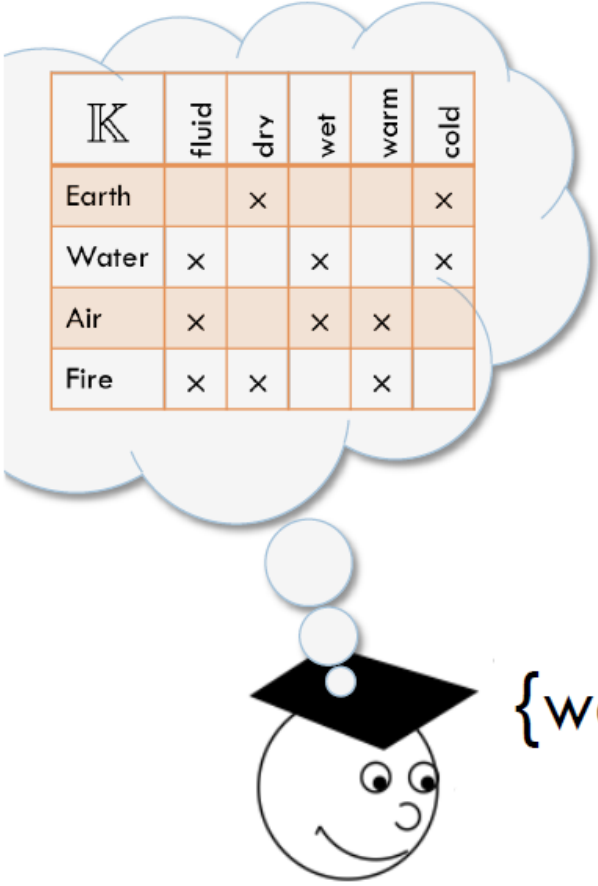 𝕂 fluid dry wet warm cold
Earth × ×
Water × × ×
Air × × ×
Fire × × ×